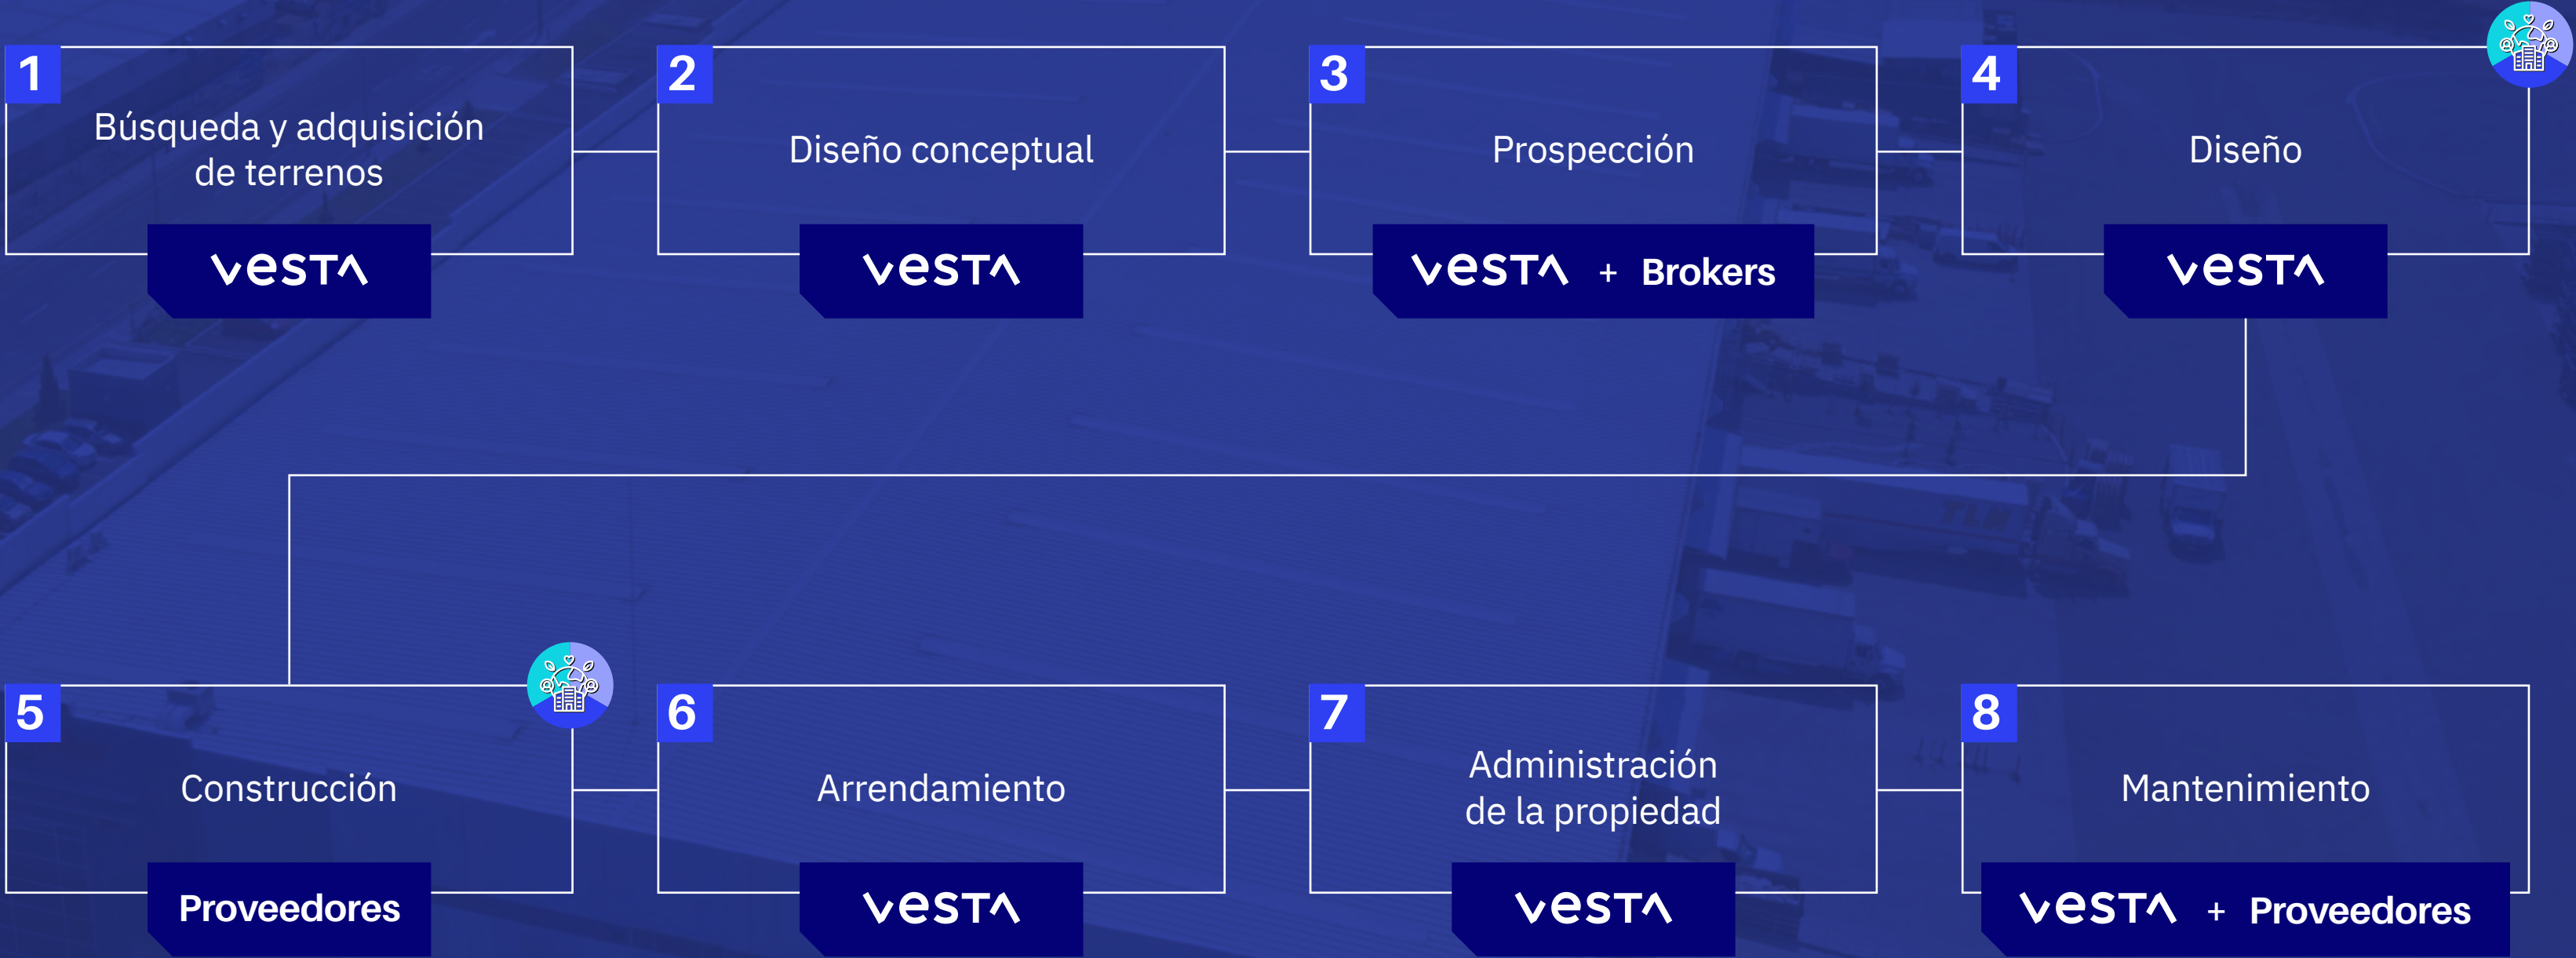 1
Búsqueda y adquisición
de terrenos
vesta
2
Diseño conceptual
vesta
3
Prospección
vesta + Brokers
4
Diseño
vesta
5
Construcción
Proveedores
6
Arrendamiento
vesta
7
Administración
de la propiedad
vesta
8
Mantenimiento
vesta + Proveedores